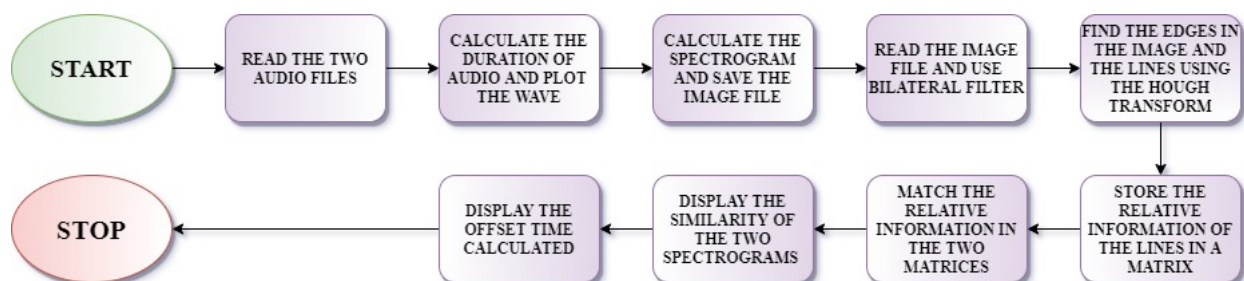 START
READ THE TWO
AUDIO FILES
CALCULATE THE
DURATION OF
AUDIO AND PLOT
THE WAVE
CALCULATE THE
SPECTROGRAM
AND SAVE THE
IMAGE FILE
READ THE IMAGE
FILE AND USE
BILATERAL FILTER
FIND THE EDGES IN
THE IMAGE AND
THE LINES USING
THE HOUGH
TRANSFORM
STORE THE
RELATIVE
INFORMATION OF
THE LINES IN A
MATRIX
MATCH THE
RELATIVE
INFORMATION IN
THE TWO
MATRICES
DISPLAY THE
SIMILARITY OF
THE TWO
SPECTROGRAMS
DISPLAY THE
OFFSET TIME
CALCULATED
STOP